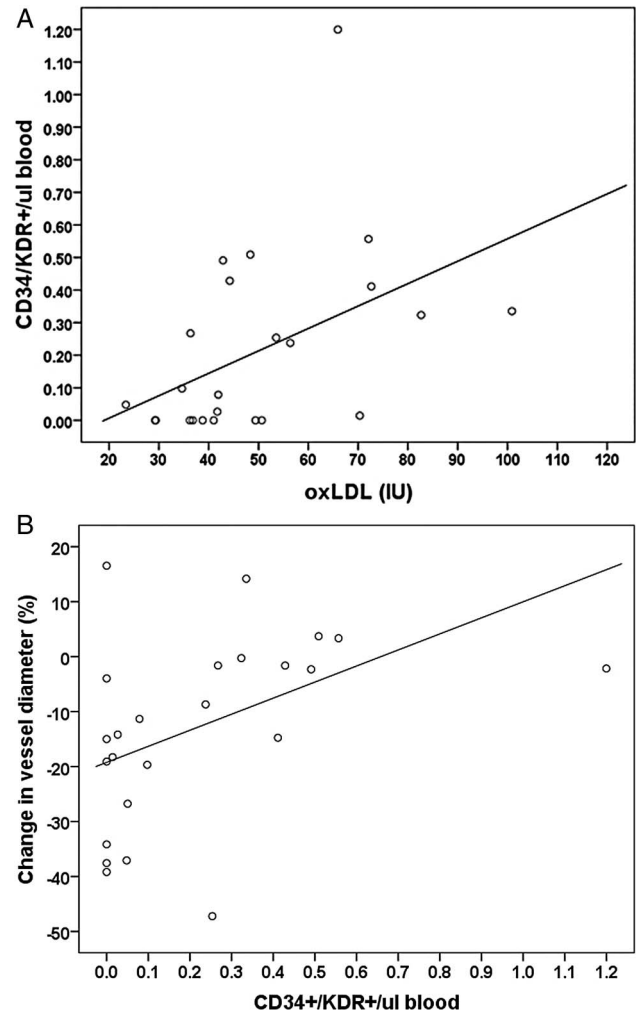 A
1.20
1.10
1.00
0.90
0.80
0.70
0.60
0.50
0.40
0.30
0.20
0.10
0.00
CD34/KDR+/ul blood
20 30 40 50 60 70 80 90 100 110 120
oxLDL (IU)
B
20
10
0
-10
-20
-30
-40
-50
Change in vessel diameter (%)
0.0 0.1 0.2 0.3 0.4 0.5 0.6 0.7 0.8 0.9 1.0 1.1 1.2
CD34+/KDR+/ul blood